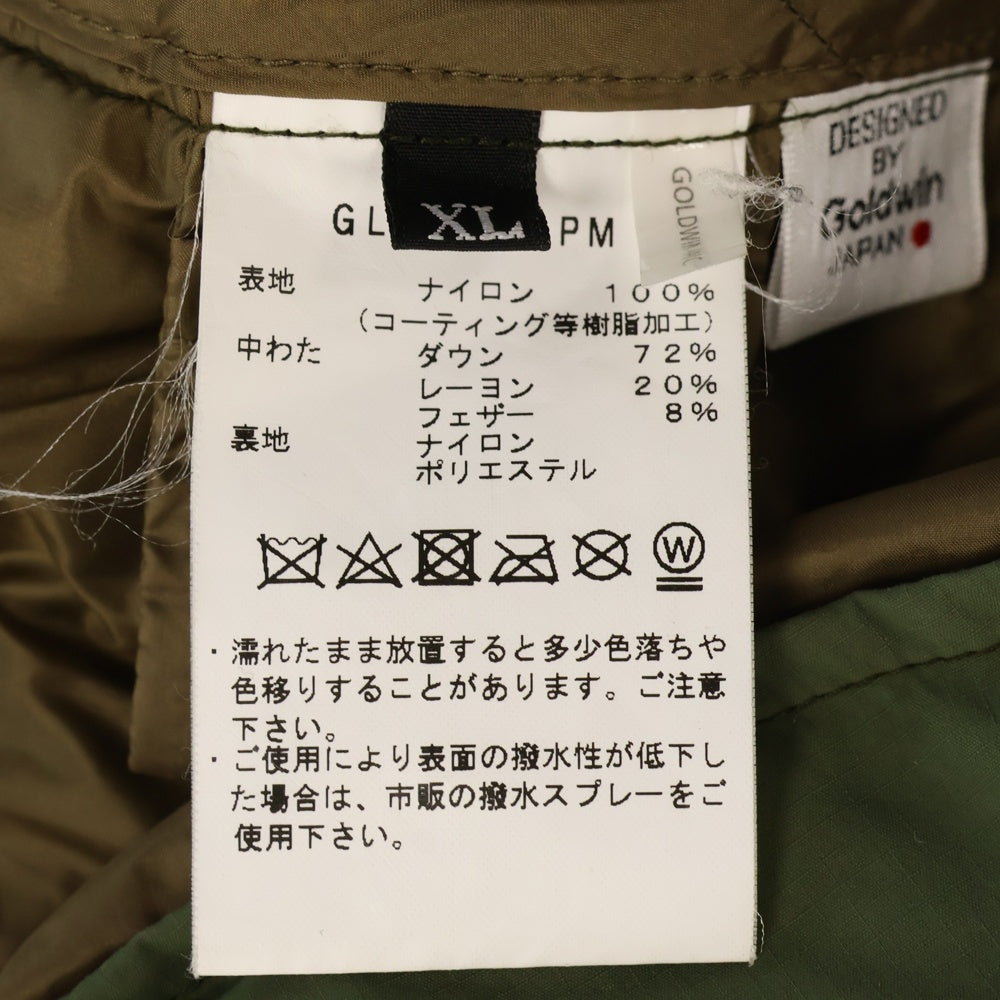 GL XL PM
GOLDWIN
DESIGNED
BY
Goldwin
JAPAN
表地 ナイロン 100%
(コーティング等樹脂加工)
中わた ダウン 72%
レーヨン 20%
フェザー 8%
裏地 ナイロン
ポリエステル
W
・濡れたまま放置すると多少色落ちや
色移りすることがあります。ご注意
下さい。
・ご使用により表面の撥水性が低下し
た場合は、市販の撥水スプレーをご
使用下さい。